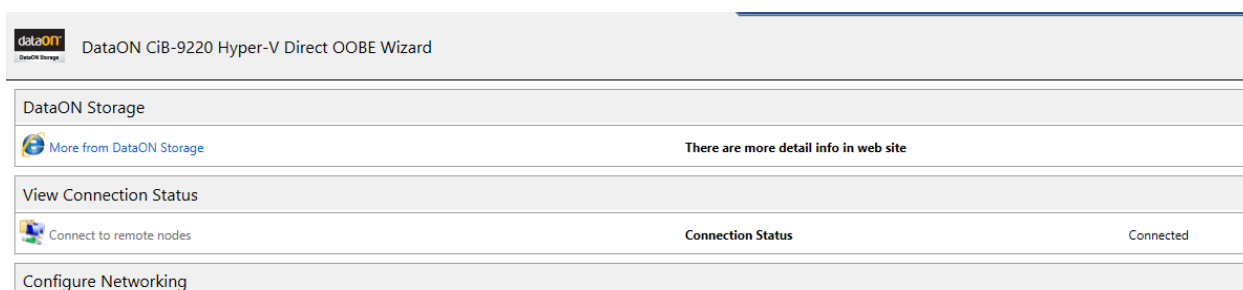 dataON
DataON Storage
DataON CiB-9220 Hyper-V Direct OOBE Wizard
DataON Storage
More from DataON Storage There are more detail info in web site
View Connection Status
Connect to remote nodes Connection Status Connected
Configure Networking